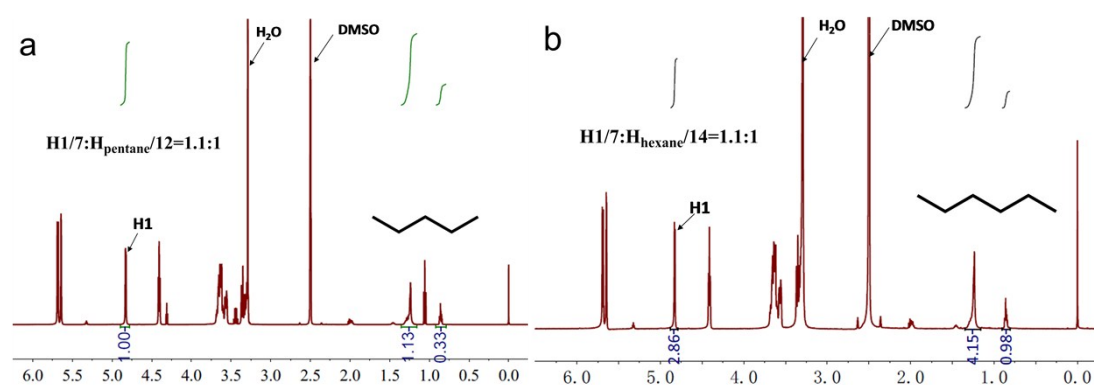 a
H₂O
DMSO
H1/7:Hpentane/12=1.1:1
H1
1.00
1.13
0.33
6.0 5.5 5.0 4.5 4.0 3.5 3.0 2.5 2.0 1.5 1.0 0.5 0.0
b
H₂O
DMSO
H1/7:Hhexane/14=1.1:1
H1
2.86
4.15
0.98
6.0 5.0 4.0 3.0 2.0 1.0 0.0